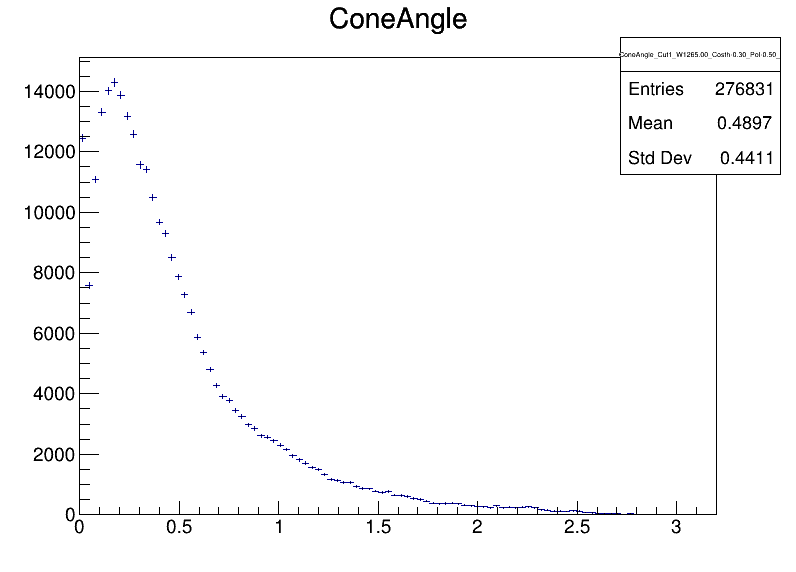 ConeAngle
ConeAngle_Cut1_W1265.00_Costh-0.30_Pol-0.50_
Entries 276831
Mean 0.4897
Std Dev 0.4411
14000
12000
10000
8000
6000
4000
2000
0
0 0.5 1 1.5 2 2.5 3